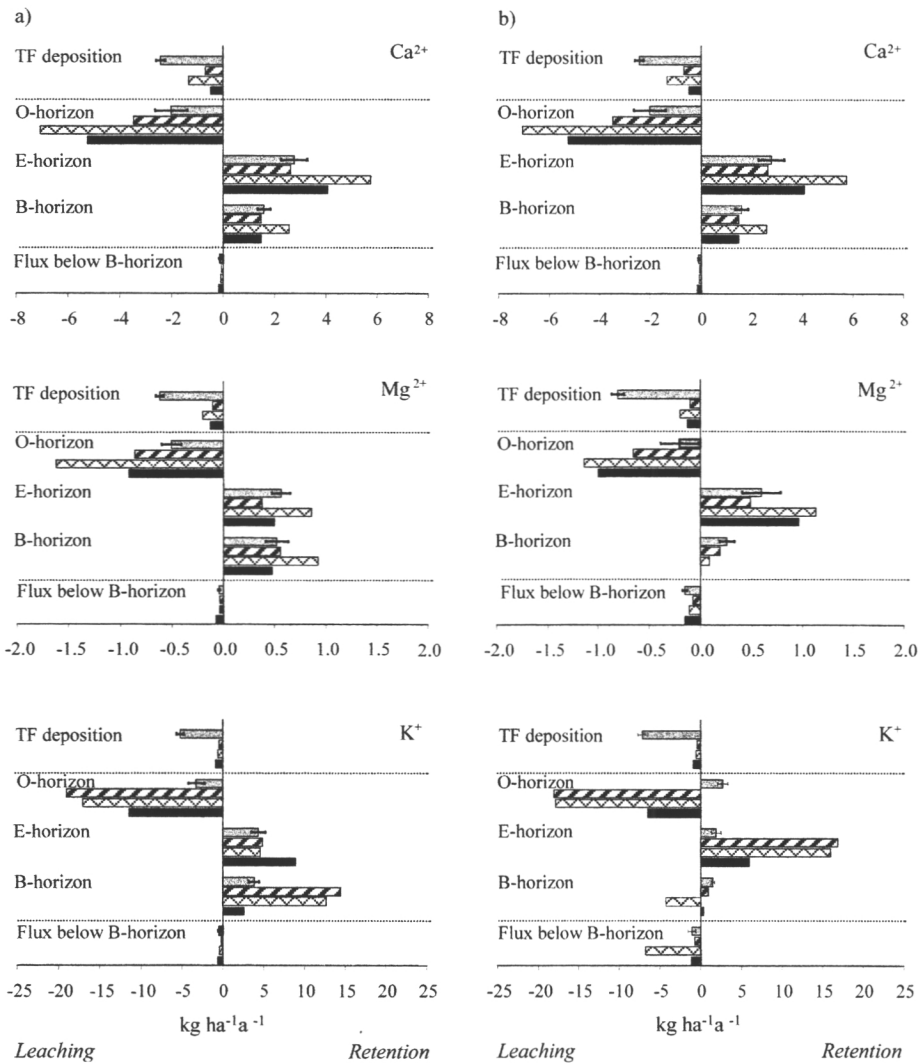 a)
TF deposition
Ca2+
O-horizon
E-horizon
B-horizon
Flux below B-horizon
-8 -6 -4 -2 0 2 4 6 8
TF deposition
Mg 2+
O-horizon
E-horizon
B-horizon
Flux below B-horizon
-2.0 -1.5 -1.0 -0.5 0.0 0.5 1.0 1.5 2.0
TF deposition
K+
O-horizon
E-horizon
B-horizon
Flux below B-horizon
-25 -20 -15 -10 -5 0 5 10 15 20 25
kg ha-1a -1
Leaching Retention
b)
TF deposition
Ca2+
O-horizon
E-horizon
B-horizon
Flux below B-horizon
-8 -6 -4 -2 0 2 4 6 8
TF deposition
Mg 2+
O-horizon
E-horizon
B-horizon
Flux below B-horizon
-2.0 -1.5 -1.0 -0.5 0.0 0.5 1.0 1.5 2.0
TF deposition
K+
O-horizon
E-horizon
B-horizon
Flux below B-horizon
-25 -20 -15 -10 -5 0 5 10 15 20 25
kg ha-1a -1
Leaching Retention